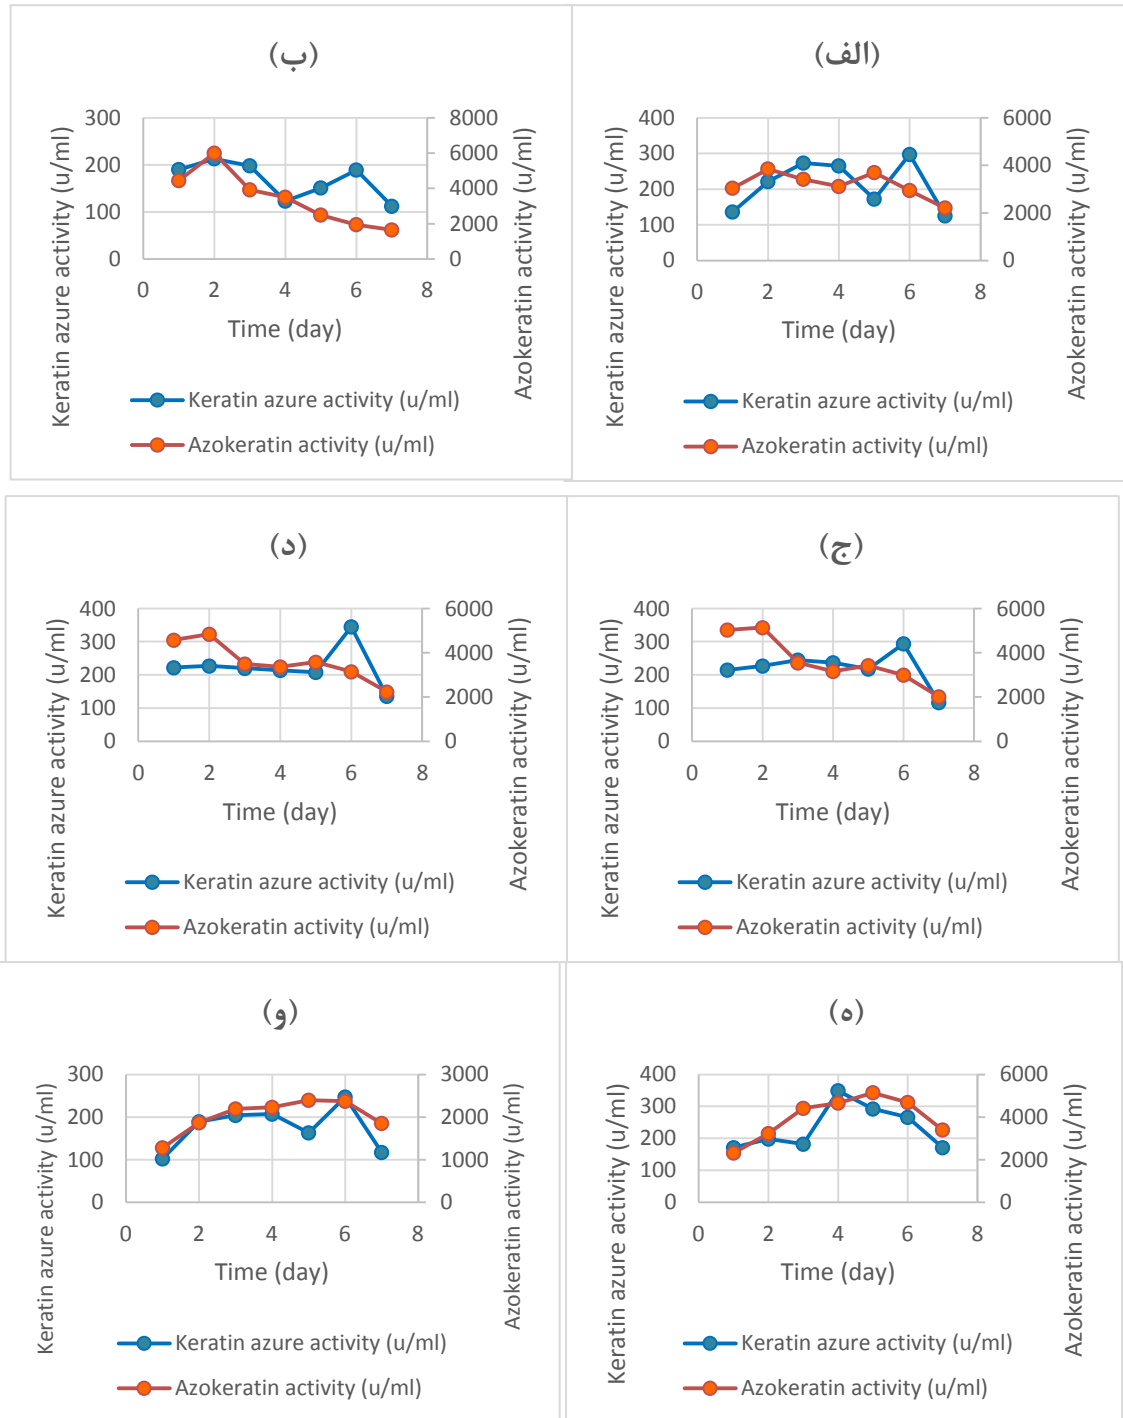 (الف)
Keratin azure activity (u/ml)
400
300
200
100
0
6000
4000
2000
0
Azokeratin activity (u/ml)
0 2 4 6 8
Time (day)
Keratin azure activity (u/ml)
Azokeratin activity (u/ml)
(ب)
Keratin azure activity (u/ml)
300
200
100
0
8000
6000
4000
2000
0
Azokeratin activity (u/ml)
0 2 4 6 8
Time (day)
Keratin azure activity (u/ml)
Azokeratin activity (u/ml)
(ج)
Keratin azure activity (u/ml)
400
300
200
100
0
6000
4000
2000
0
Azokeratin activity (u/ml)
0 2 4 6 8
Time (day)
Keratin azure activity (u/ml)
Azokeratin activity (u/ml)
(د)
Keratin azure activity (u/ml)
400
300
200
100
0
6000
4000
2000
0
Azokeratin activity (u/ml)
0 2 4 6 8
Time (day)
Keratin azure activity (u/ml)
Azokeratin activity (u/ml)
(ه)
Keratin azure activity (u/ml)
400
300
200
100
0
6000
4000
2000
0
Azokeratin activity (u/ml)
0 2 4 6 8
Time (day)
Keratin azure activity (u/ml)
Azokeratin activity (u/ml)
(و)
Keratin azure activity (u/ml)
300
200
100
0
3000
2000
1000
0
Azokeratin activity (u/ml)
0 2 4 6 8
Time (day)
Keratin azure activity (u/ml)
Azokeratin activity (u/ml)